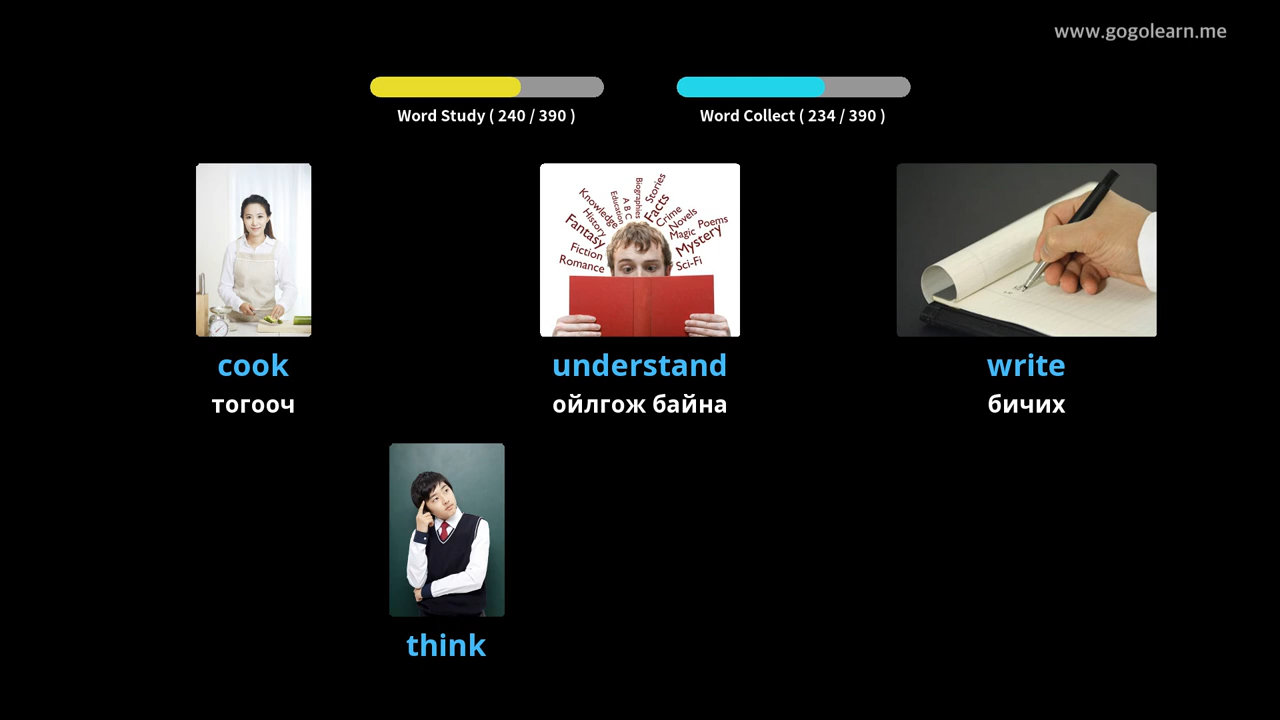 www.gogolearn.me
Word Study ( 240 / 390 )
Word Collect ( 234 / 390 )
Knowledge
History
Fantasy
Fiction
Romance
Education
A B C
Biographies
Stories
Facts
Crime
Novels
Magic
Poems
Mystery
Sci-Fi
cook
understand
write
тогооч
ойлгож байна
бичих
think